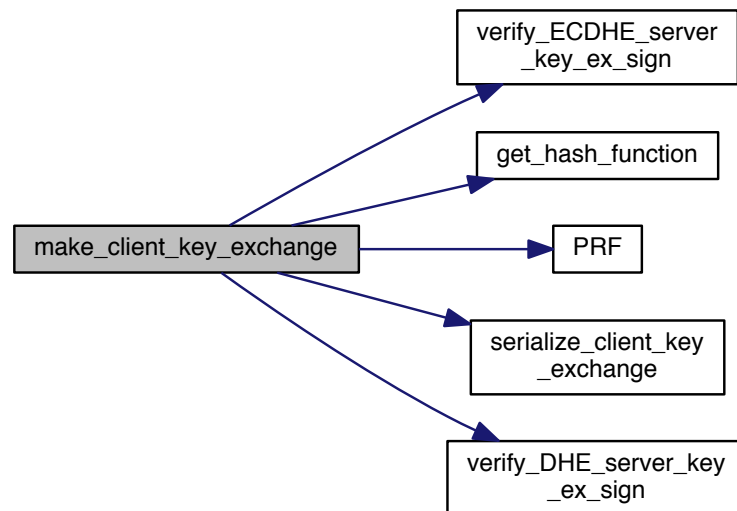 verify_ECDHE_server
_key_ex_sign
get_hash_function
make_client_key_exchange
PRF
serialize_client_key
_exchange
verify_DHE_server_key
_ex_sign